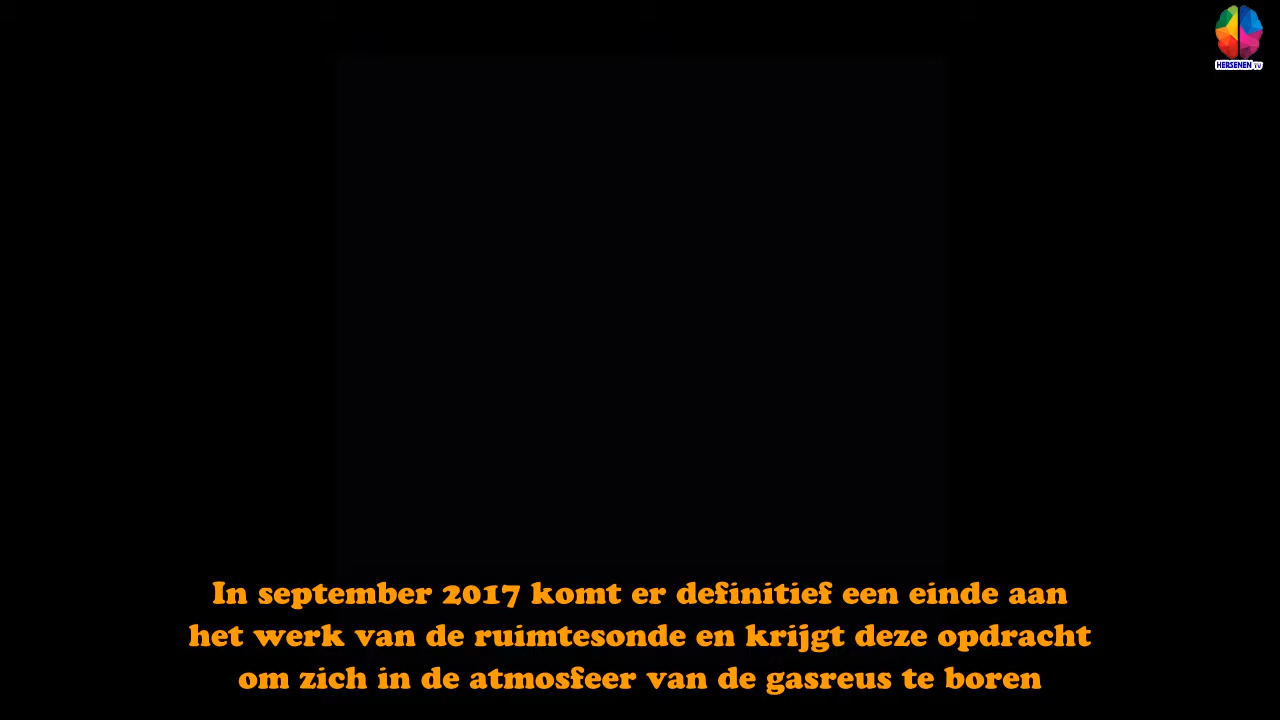 HERSENEN TV
In september 2017 komt er definitief een einde aan
het werk van de ruimtesonde en krijgt deze opdracht
om zich in de atmosfeer van de gasreus te boren